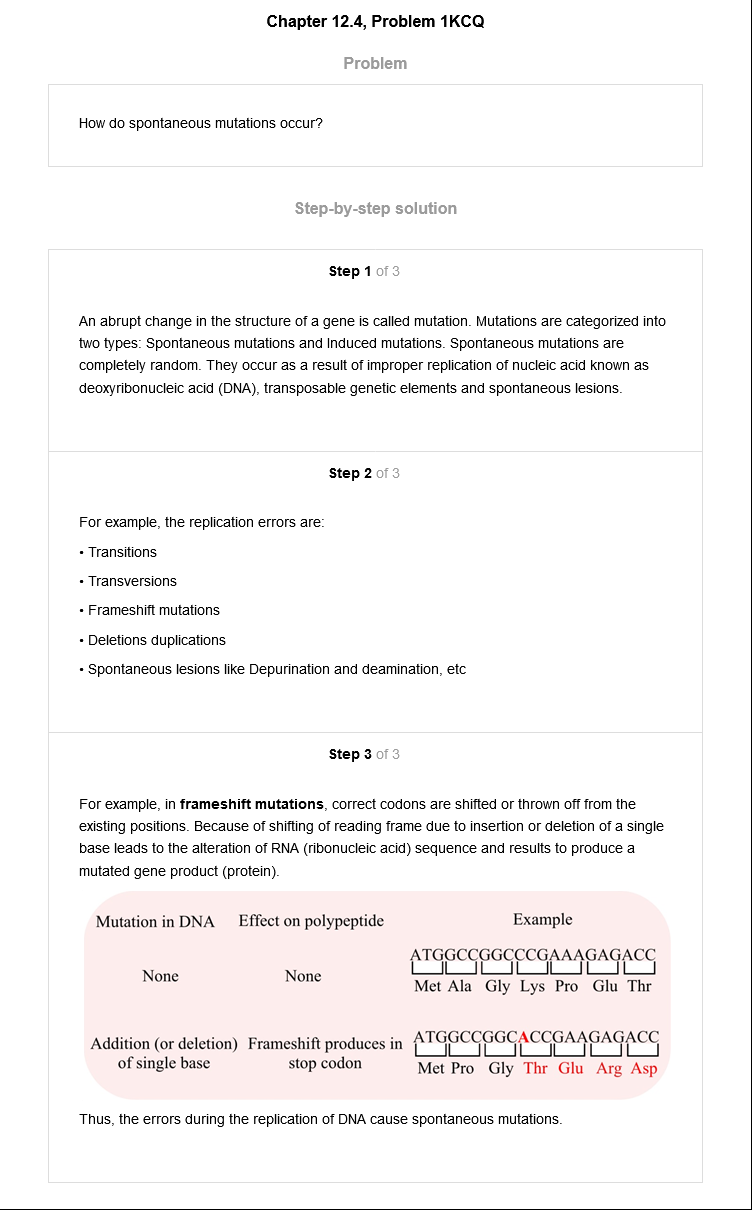 Chapter 12.4, Problem 1KCQ
Problem
How do spontaneous mutations occur?
Step-by-step solution
Step 1 of 3
An abrupt change in the structure of a gene is called mutation. Mutations are categorized into
two types: Spontaneous mutations and Induced mutations. Spontaneous mutations are
completely random. They occur as a result of improper replication of nucleic acid known as
deoxyribonucleic acid (DNA), transposable genetic elements and spontaneous lesions.
Step 2 of 3
For example, the replication errors are:
• Transitions
• Transversions
• Frameshift mutations
• Deletions duplications
• Spontaneous lesions like Depurination and deamination, etc
Step 3 of 3
For example, in frameshift mutations, correct codons are shifted or thrown off from the
existing positions. Because of shifting of reading frame due to insertion or deletion of a single
base leads to the alteration of RNA (ribonucleic acid) sequence and results to produce a
mutated gene product (protein).
Mutation in DNA Effect on polypeptide Example
ATGGCCGGCCCGAAAGAGACC
None None
Met Ala Gly Lys Pro Glu Thr
ATGGCCGGCACCGAAGAGACC
Addition (or deletion) Frameshift produces in
of single base stop codon
Met Pro Gly Thr Glu Arg Asp
Thus, the errors during the replication of DNA cause spontaneous mutations.